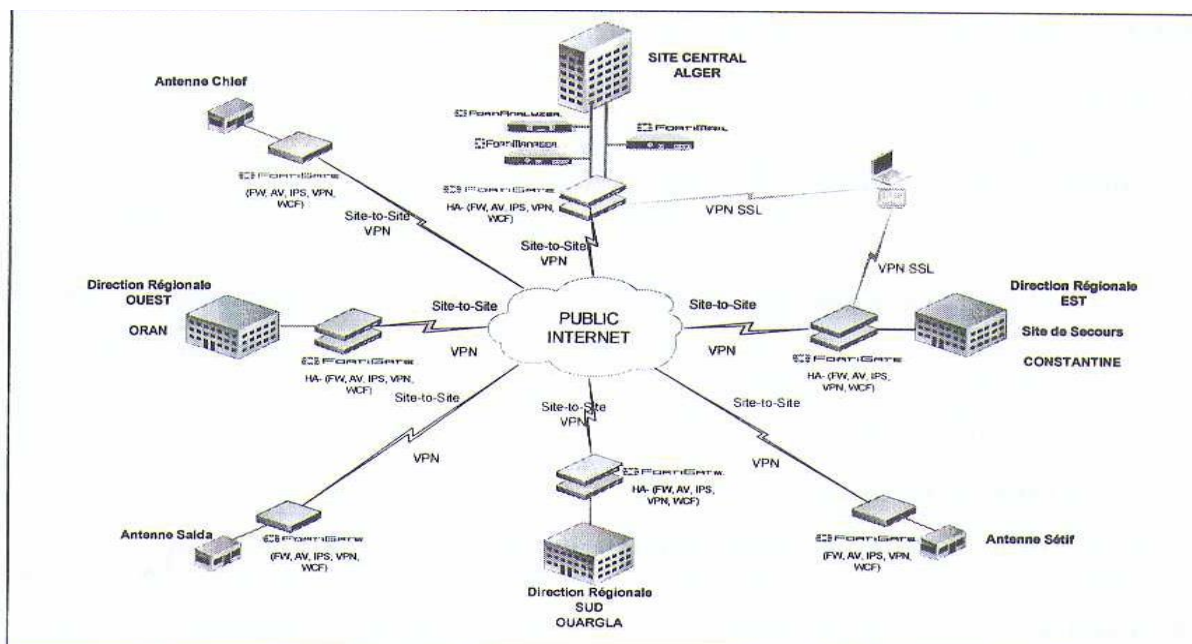 SITE CENTRAL
ALGER
Antenne Chlef
FORTIANALYZER
FORTIMAIL
FORTIMANAGER
FORTIGATE
(FW, AV, IPS, VPN,
WCF)
FORTIGATE
HA- (FW, AV, IPS, VPN,
WCF)
VPN SSL
Site-to-Site
VPN
Site-to-Site
VPN
VPN SSL
Direction Régionale
OUEST
ORAN
Site-to-Site
VPN
FORTIGATE
HA- (FW, AV, IPS, VPN,
WCF)
PUBLIC
INTERNET
Site-to-Site
VPN
FORTIGATE
HA- (FW, AV, IPS,
VPN, WCF)
Direction Régionale
EST
Site de Secours
CONSTANTINE
Site-to-Site
VPN
Site-to-Site
VPN
Site-to-Site
VPN
FORTIGATE
HA- (FW, AV, IPS,
VPN, WCF)
Antenne Saida
FORTIGATE
(FW, AV, IPS, VPN,
WCF)
Direction Régionale
SUD
OUARGLA
FORTIGATE
(FW, AV, IPS, VPN,
WCF)
Antenne Sétif